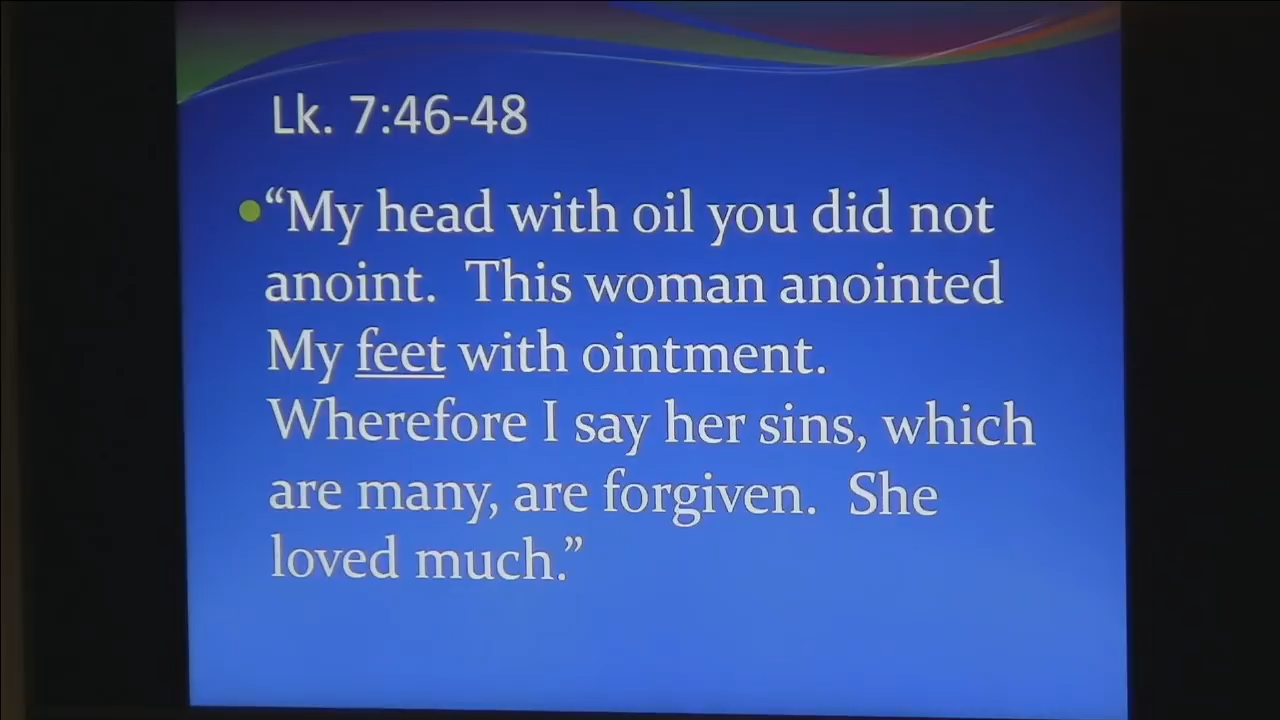 Lk. 7:46-48
“My head with oil you did not
anoint. This woman anointed
My feet with ointment.
Wherefore I say her sins, which
are many, are forgiven. She
loved much.”